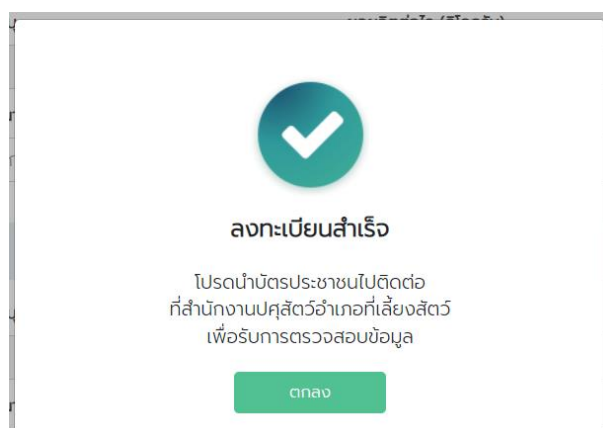 ลงทะเบียนสำเร็จ
โปรดนำบัตรประชาชนไปติดต่อ
ที่สำนักงานปศุสัตว์อำเภอที่เลี้ยงสัตว์
เพื่อรับการตรวจสอบข้อมูล
ตกลง